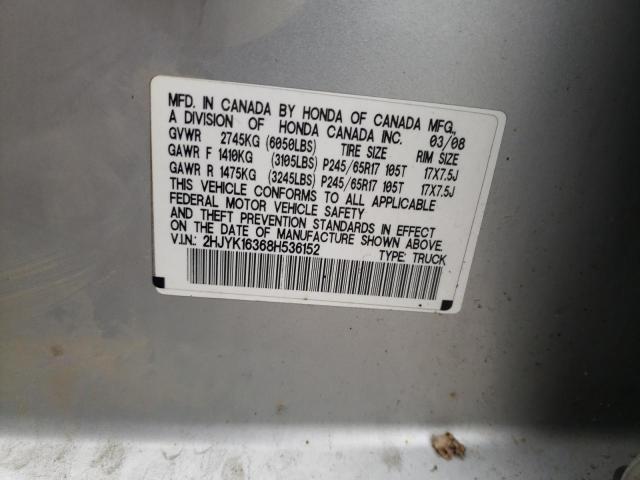 MFD. IN CANADA BY HONDA OF CANADA MFG.,
A DIVISION OF HONDA CANADA INC. 03/08
GVWR 2745KG (6050LBS) TIRE SIZE RIM SIZE
GAWR F 1410KG (3105LBS) P245/65R17 105T 17X7.5J
GAWR R 1475KG (3245LBS) P245/65R17 105T 17X7.5J
THIS VEHICLE CONFORMS TO ALL APPLICABLE
FEDERAL MOTOR VEHICLE SAFETY
AND THEFT PREVENTION STANDARDS IN EFFECT
ON THE DATE OF MANUFACTURE SHOWN ABOVE.
V.I.N.: 2HJYK16368H536152 TYPE: TRUCK